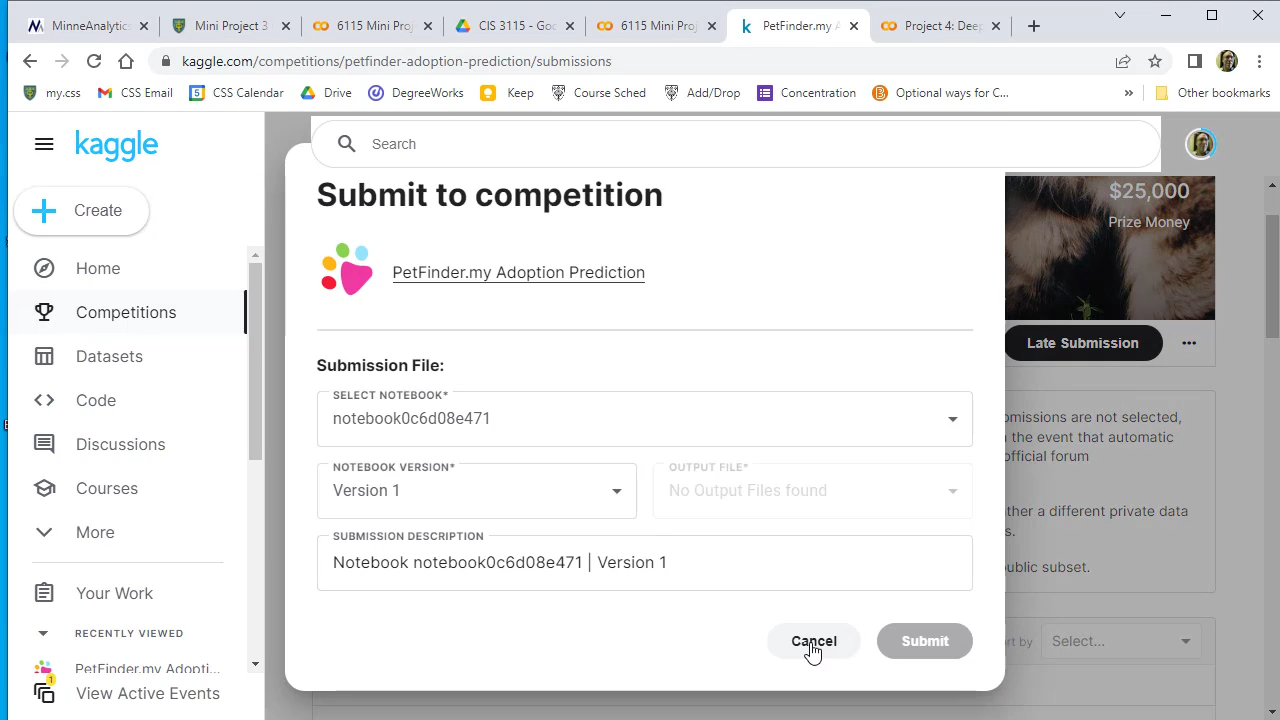 MinneAnalytics
Mini Project 3
6115 Mini Proj
CIS 3115 - Goo
6115 Mini Proj
PetFinder.my A
Project 4: Deep
kaggle.com/competitions/petfinder-adoption-prediction/submissions
my.css
CSS Email
CSS Calendar
Drive
DegreeWorks
Keep
Course Sched
Add/Drop
Concentration
Optional ways for C...
»
Other bookmarks
kaggle
Search
Create
Home
Competitions
Datasets
Code
Discussions
Courses
More
Your Work
RECENTLY VIEWED
PetFinder.my Adopti...
1
View Active Events
Submit to competition
PetFinder.my Adoption Prediction
Submission File:
SELECT NOTEBOOK*
notebook0c6d08e471
NOTEBOOK VERSION*
Version 1
OUTPUT FILE*
No Output Files found
SUBMISSION DESCRIPTION
Notebook notebook0c6d08e471 | Version 1
Cancel
Submit
$25,000
Prize Money
Late Submission
missions are not selected,
the event that automatic
official forum
ther a different private data
s.
public subset.
rt by
Select...